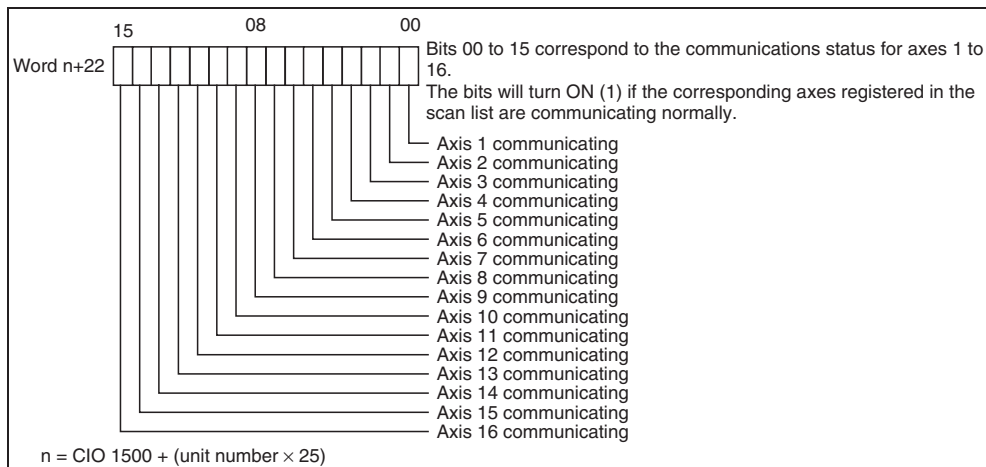 15 08 00
Word n+22
Bits 00 to 15 correspond to the communications status for axes 1 to
16.
The bits will turn ON (1) if the corresponding axes registered in the
scan list are communicating normally.
Axis 1 communicating
Axis 2 communicating
Axis 3 communicating
Axis 4 communicating
Axis 5 communicating
Axis 6 communicating
Axis 7 communicating
Axis 8 communicating
Axis 9 communicating
Axis 10 communicating
Axis 11 communicating
Axis 12 communicating
Axis 13 communicating
Axis 14 communicating
Axis 15 communicating
Axis 16 communicating
n = CIO 1500 + (unit number × 25)